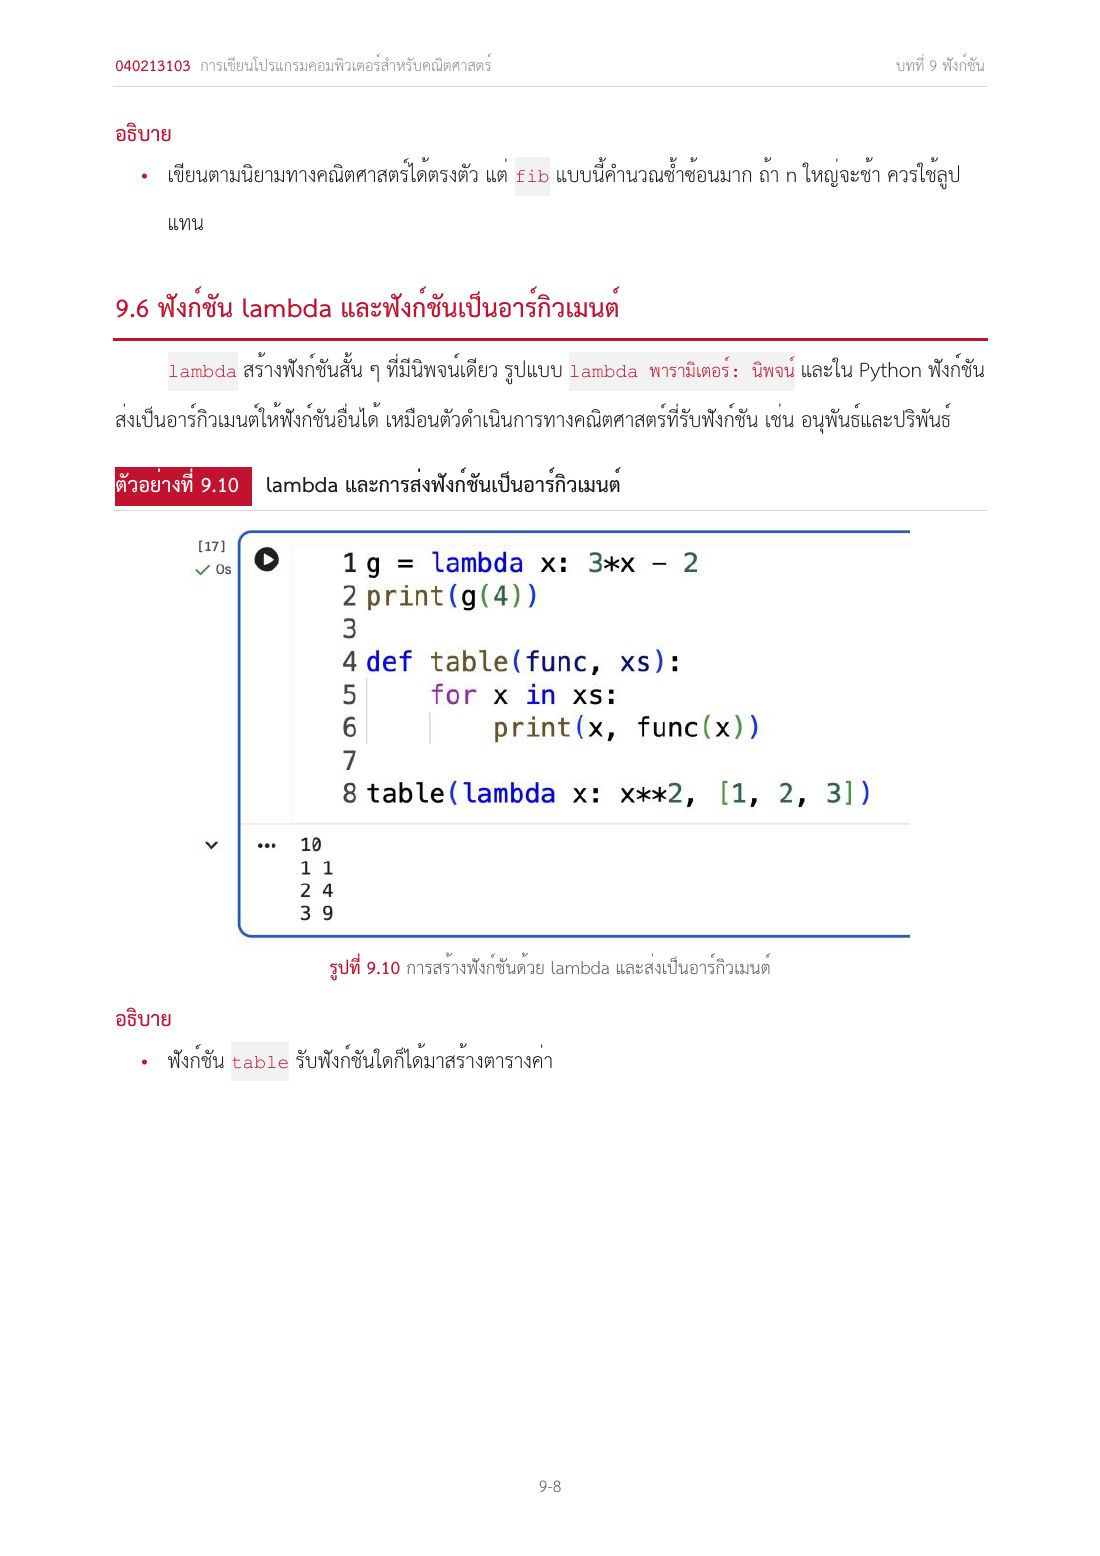 040213103 การเขียนโปรแกรมคอมพิวเตอร์สำหรับคณิตศาสตร์ บทที่ 9 ฟังก์ชัน
อธิบาย
• เขียนตามนิยามทางคณิตศาสตร์ได้ตรงตัว แต่ fib แบบนี้คำนวณซ้ำซ้อนมาก ถ้า n ใหญ่จะช้า ควรใช้ลูป
แทน
9.6 ฟังก์ชัน lambda และฟังก์ชันเป็นอาร์กิวเมนต์
lambda สร้างฟังก์ชันสั้น ๆ ที่มีนิพจน์เดียว รูปแบบ lambda พารามิเตอร์: นิพจน์ และใน Python ฟังก์ชัน
ส่งเป็นอาร์กิวเมนต์ให้ฟังก์ชันอื่นได้ เหมือนตัวดำเนินการทางคณิตศาสตร์ที่รับฟังก์ชัน เช่น อนุพันธ์และปริพันธ์
ตัวอย่างที่ 9.10 lambda และการส่งฟังก์ชันเป็นอาร์กิวเมนต์
[17]
0s
1 g = lambda x: 3*x - 2
2 print(g(4))
3
4 def table(func, xs):
5     for x in xs:
6         print(x, func(x))
7
8 table(lambda x: x**2, [1, 2, 3])
10
1 1
2 4
3 9
รูปที่ 9.10 การสร้างฟังก์ชันด้วย lambda และส่งเป็นอาร์กิวเมนต์
อธิบาย
• ฟังก์ชัน table รับฟังก์ชันใดก็ได้มาสร้างตารางค่า
9-8